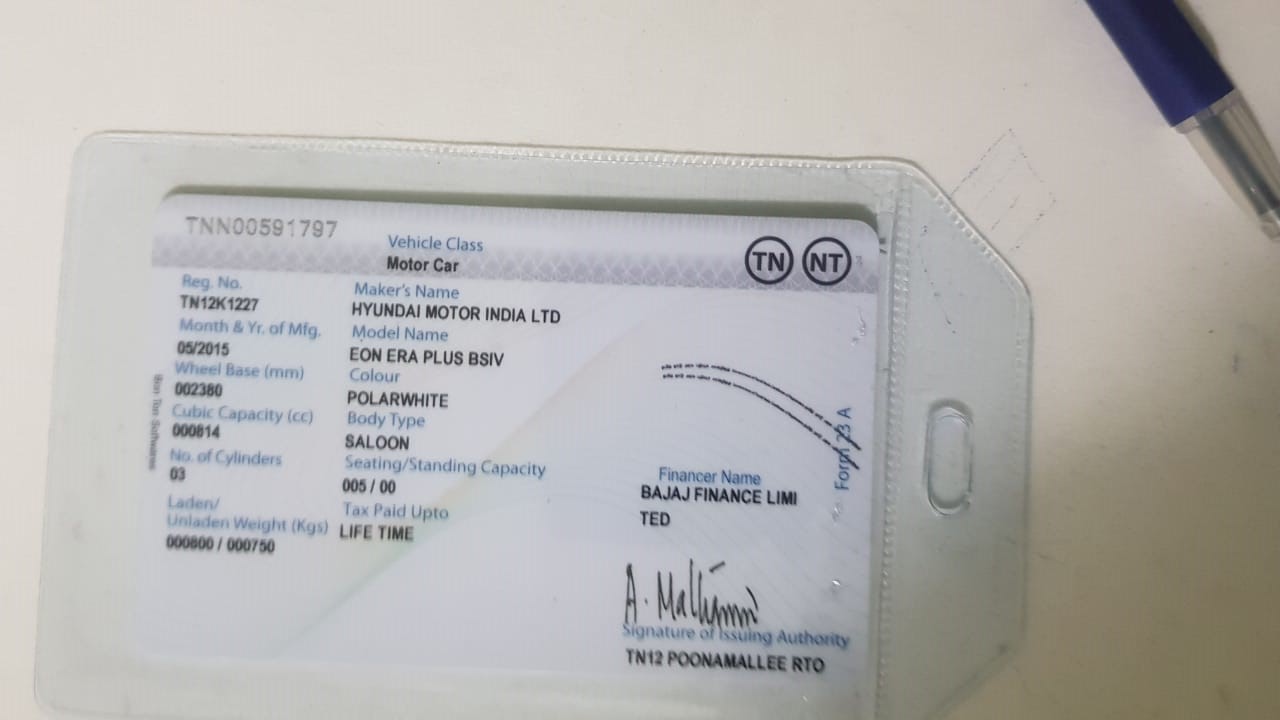 TNN00591797
Vehicle Class
Motor Car
TN NT
Reg. No.
TN12K1227
Month & Yr. of Mfg.
05/2015
Wheel Base (mm)
002380
Cubic Capacity (cc)
000814
No. of Cylinders
03
Laden/
Unladen Weight (Kgs)
000800 / 000750
Maker's Name
HYUNDAI MOTOR INDIA LTD
Model Name
EON ERA PLUS BSIV
Colour
POLARWHITE
Body Type
SALOON
Seating/Standing Capacity
005 / 00
Tax Paid Upto
LIFE TIME
Financer Name
BAJAJ FINANCE LIMI
TED
Signature of Issuing Authority
TN12 POONAMALLEE RTO
Form 23 A